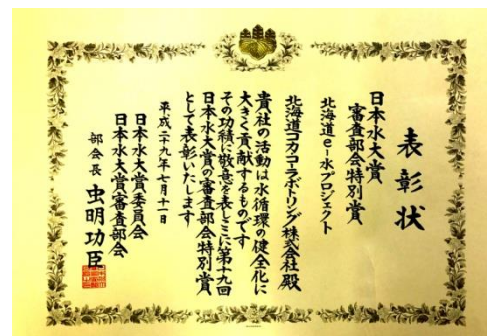 表彰状
日本水大賞
審査部会特別賞
北海道e-水プロジェクト
北海道コカ・コーラボトリング株式会社殿
貴社の活動は水循環の健全化に
大きく貢献するものです
その功績に敬意を表しここに第十九回
日本水大賞の審査部会特別賞
として表彰いたします
平成二十九年七月十一日
日本水大賞委員会
日本水大賞審査部会
部会長 虫明功臣